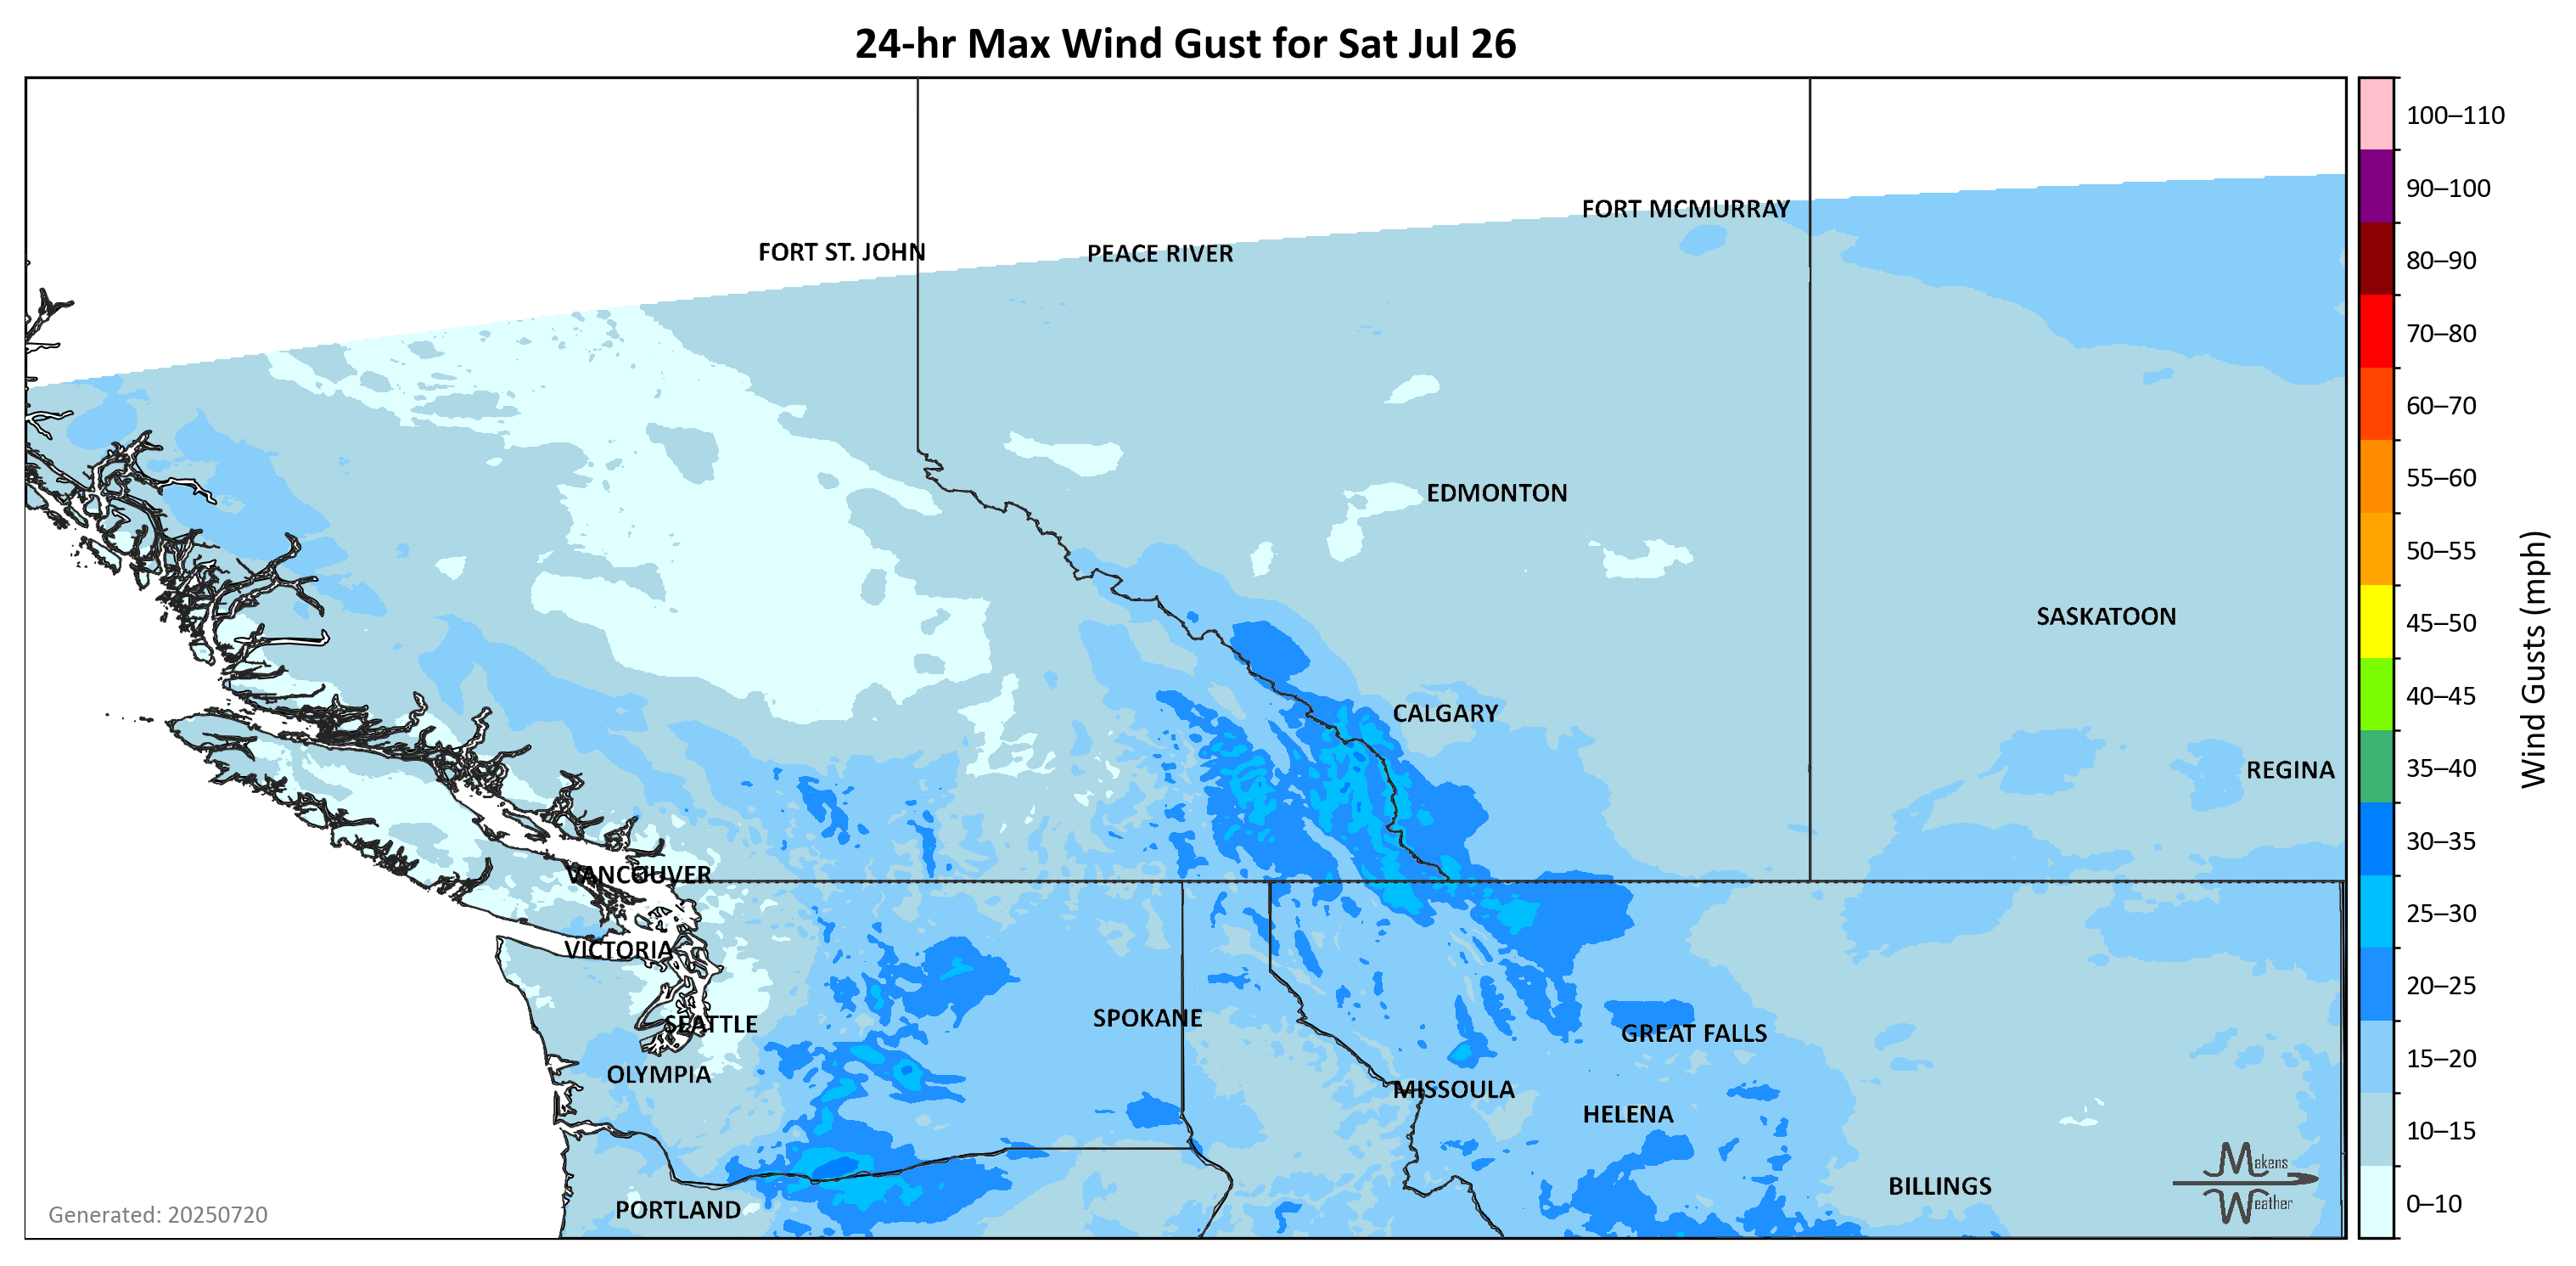 24-hr Max Wind Gust for Sat Jul 26
100–110
90–100
80–90
70–80
60–70
55–60
50–55
45–50
40–45
35–40
30–35
25–30
20–25
15–20
10–15
0–10
Wind Gusts (mph)
FORT MCMURRAY
FORT ST. JOHN
PEACE RIVER
EDMONTON
SASKATOON
CALGARY
REGINA
VANCOUVER
VICTORIA
SPOKANE
SEATTLE
GREAT FALLS
OLYMPIA
MISSOULA
HELENA
BILLINGS
PORTLAND
Makens
Weather
Generated: 20250720